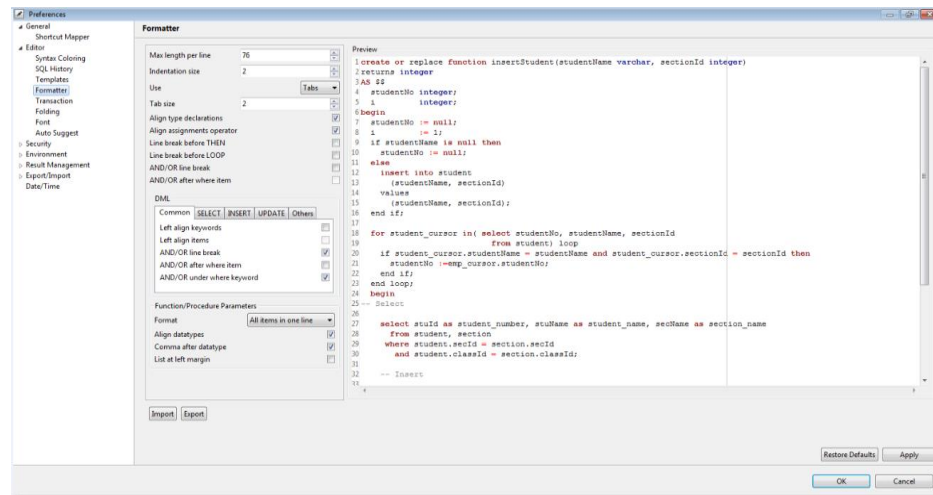 Preferences
General
Shortcut Mapper
Editor
Syntax Coloring
SQL History
Templates
Formatter
Transaction
Folding
Font
Auto Suggest
Security
Environment
Result Management
Export/Import
Date/Time
Formatter
Max length per line 76
Indentation size 2
Use Tabs
Tab size 2
Align type declarations
Align assignments operator
Line break before THEN
Line break before LOOP
AND/OR line break
AND/OR after where item
DML
Common SELECT INSERT UPDATE Others
Left align keywords
Left align items
AND/OR line break
AND/OR after where item
AND/OR under where keyword
Function/Procedure Parameters
Format All items in one line
Align datatypes
Comma after datatype
List at left margin
Import Export
Preview
1 create or replace function insertStudent(studentName varchar, sectionId integer)
2 returns integer
3 AS $$
4 studentNo integer;
5 i integer;
6 begin
7 studentNo := null;
8 i := 1;
9 if studentName is null then
10 studentNo := null;
11 else
12 insert into student
13 (studentName, sectionId)
14 values
15 (studentName, sectionId);
16 end if;
17
18 for student_cursor in( select studentNo, studentName, sectionId
19 from student) loop
20 if student_cursor.studentName = studentName and student_cursor.sectionId = sectionId then
21 studentNo :=emp_cursor.studentNo;
22 end if;
23 end loop;
24 begin
25 -- Select
26
27 select stuId as student_number, stuName as student_name, secName as section_name
28 from student, section
29 where student.secId = section.secId
30 and student.classId = section.classId;
31
32 -- Insert
33
Restore Defaults Apply
OK Cancel